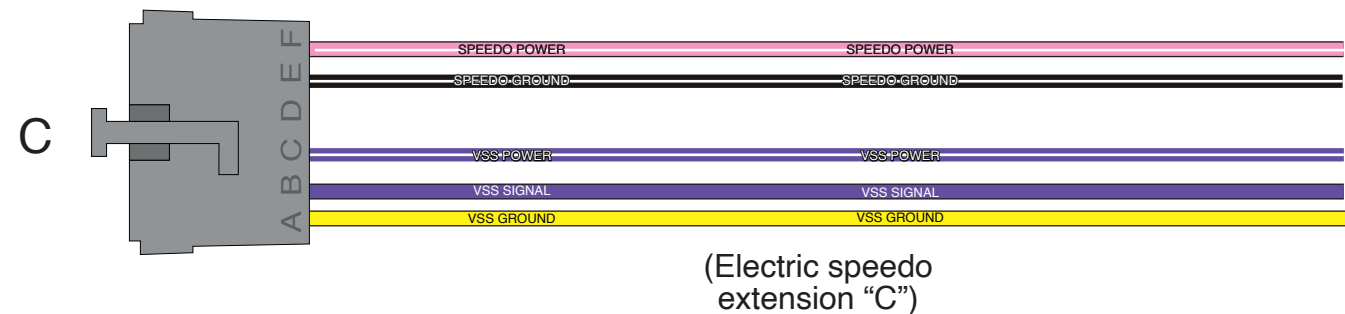 C
F
E
D
C
B
A
SPEEDO POWER SPEEDO POWER
SPEEDO GROUND SPEEDO GROUND
VSS POWER VSS POWER
VSS SIGNAL VSS SIGNAL
VSS GROUND VSS GROUND
(Electric speedo
extension “C”)